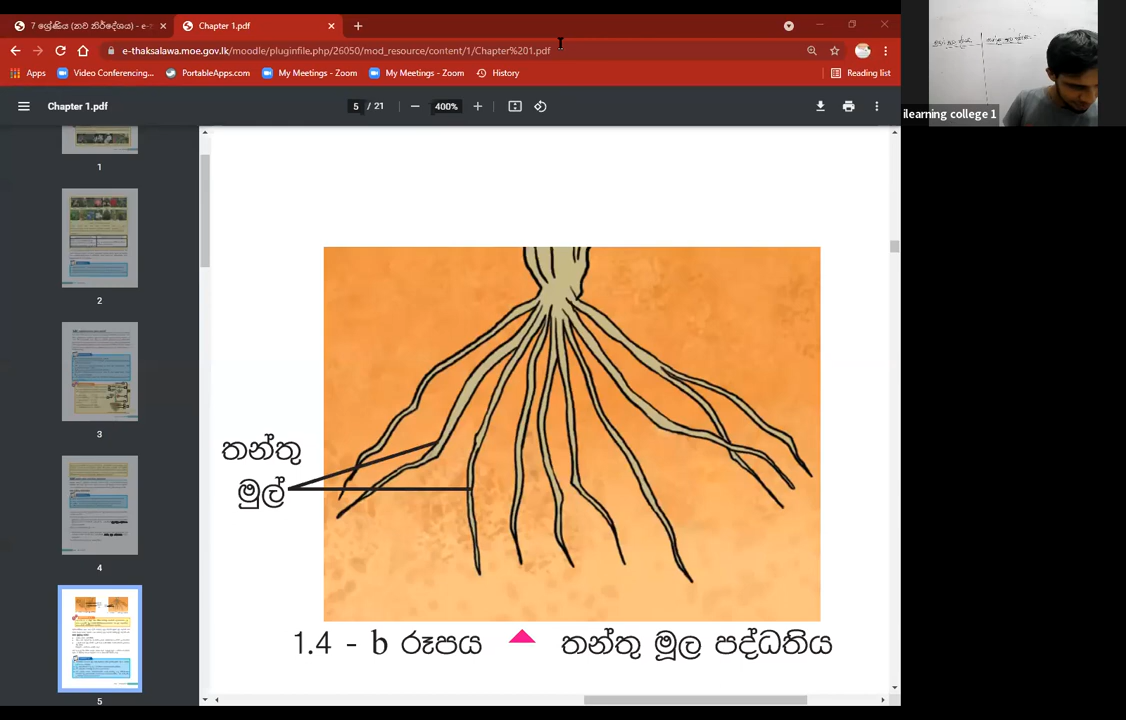 7 ශ්‍රේණිය (නව නිර්දේශය) - e-
Chapter 1.pdf
e-thaksalawa.moe.gov.lk/moodle/pluginfile.php/26050/mod_resource/content/1/Chapter%201.pdf
Apps Video Conferencing... PortableApps.com My Meetings - Zoom My Meetings - Zoom History Reading list
Chapter 1.pdf 5 / 21 400%
ilearning college 1
1
2
3
4
5
තන්තු
මුල්
1.4 - b රූපය තන්තු මූල පද්ධතිය